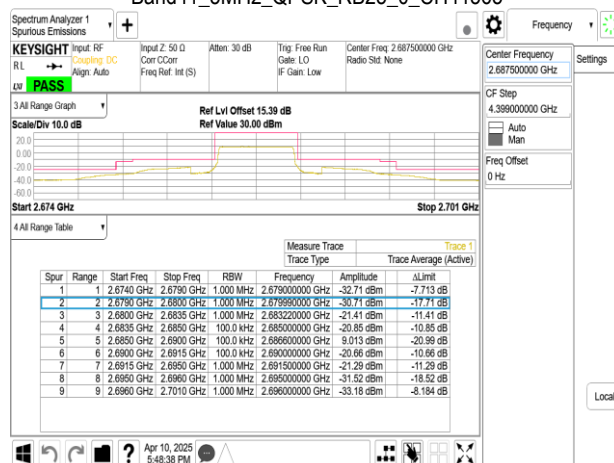 Spectrum Analyzer 1
Spurious Emissions
Frequency
Settings
KEYSIGHT
RL
LXI
PASS
Input: RF
Coupling: DC
Align: Auto
Input Z: 50 Ω
Corr CCorr
Freq Ref: Int (S)
Atten: 30 dB
Trig: Free Run
Gate: LO
IF Gain: Low
Center Freq: 2.687500000 GHz
Radio Std: None
Center Frequency
2.687500000 GHz
CF Step
4.399000000 GHz
Auto
Man
Freq Offset
0 Hz
Local
3 All Range Graph
Scale/Div 10.0 dB
Ref Lvl Offset 15.39 dB
Ref Value 30.00 dBm
20.0
0.00
-20.0
-40.0
-60.0
Start 2.674 GHz
Stop 2.701 GHz
4 All Range Table
Measure Trace Trace 1
Trace Type Trace Average (Active)
Spur Range Start Freq Stop Freq RBW Frequency Amplitude ΔLimit
1 1 2.6740 GHz 2.6790 GHz 1.000 MHz 2.679000000 GHz -32.71 dBm -7.713 dB
2 2 2.6790 GHz 2.6800 GHz 1.000 MHz 2.679990000 GHz -30.71 dBm -17.71 dB
3 3 2.6800 GHz 2.6835 GHz 1.000 MHz 2.683220000 GHz -21.41 dBm -11.41 dB
4 4 2.6835 GHz 2.6850 GHz 100.0 kHz 2.685000000 GHz -20.85 dBm -10.85 dB
5 5 2.6850 GHz 2.6900 GHz 100.0 kHz 2.686600000 GHz 9.013 dBm -20.99 dB
6 6 2.6900 GHz 2.6915 GHz 100.0 kHz 2.690000000 GHz -20.66 dBm -10.66 dB
7 7 2.6915 GHz 2.6950 GHz 1.000 MHz 2.691500000 GHz -21.29 dBm -11.29 dB
8 8 2.6950 GHz 2.6960 GHz 1.000 MHz 2.695000000 GHz -31.52 dBm -18.52 dB
9 9 2.6960 GHz 2.7010 GHz 1.000 MHz 2.696000000 GHz -33.18 dBm -8.184 dB
Apr 10, 2025
5:48:38 PM